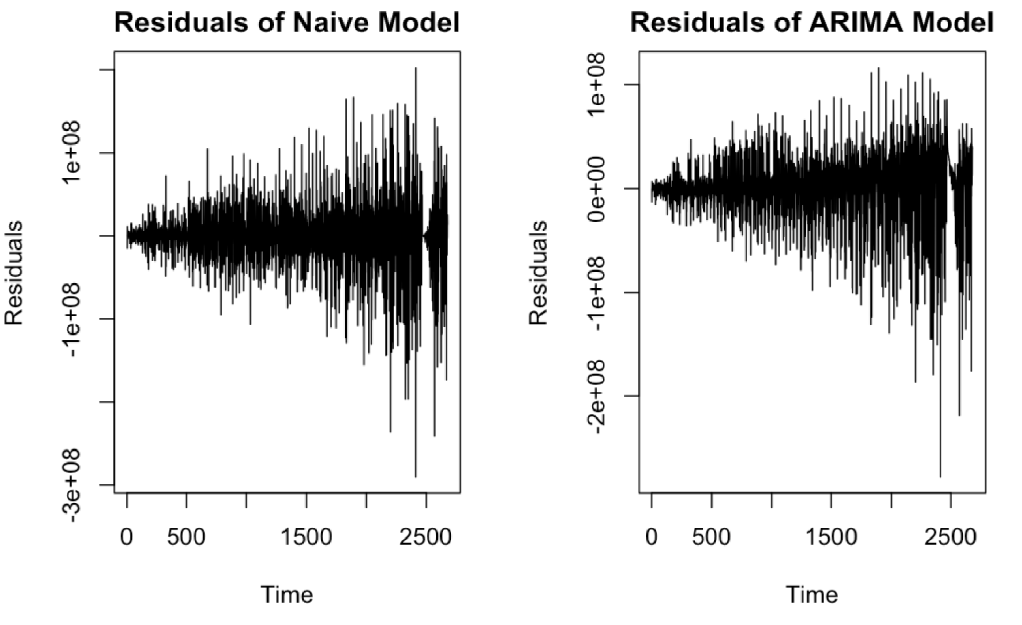 Residuals of Naive Model
Residuals
1e+08
-1e+08
-3e+08
0 500 1500 2500
Time
Residuals of ARIMA Model
Residuals
1e+08
0e+00
-1e+08
-2e+08
0 500 1500 2500
Time